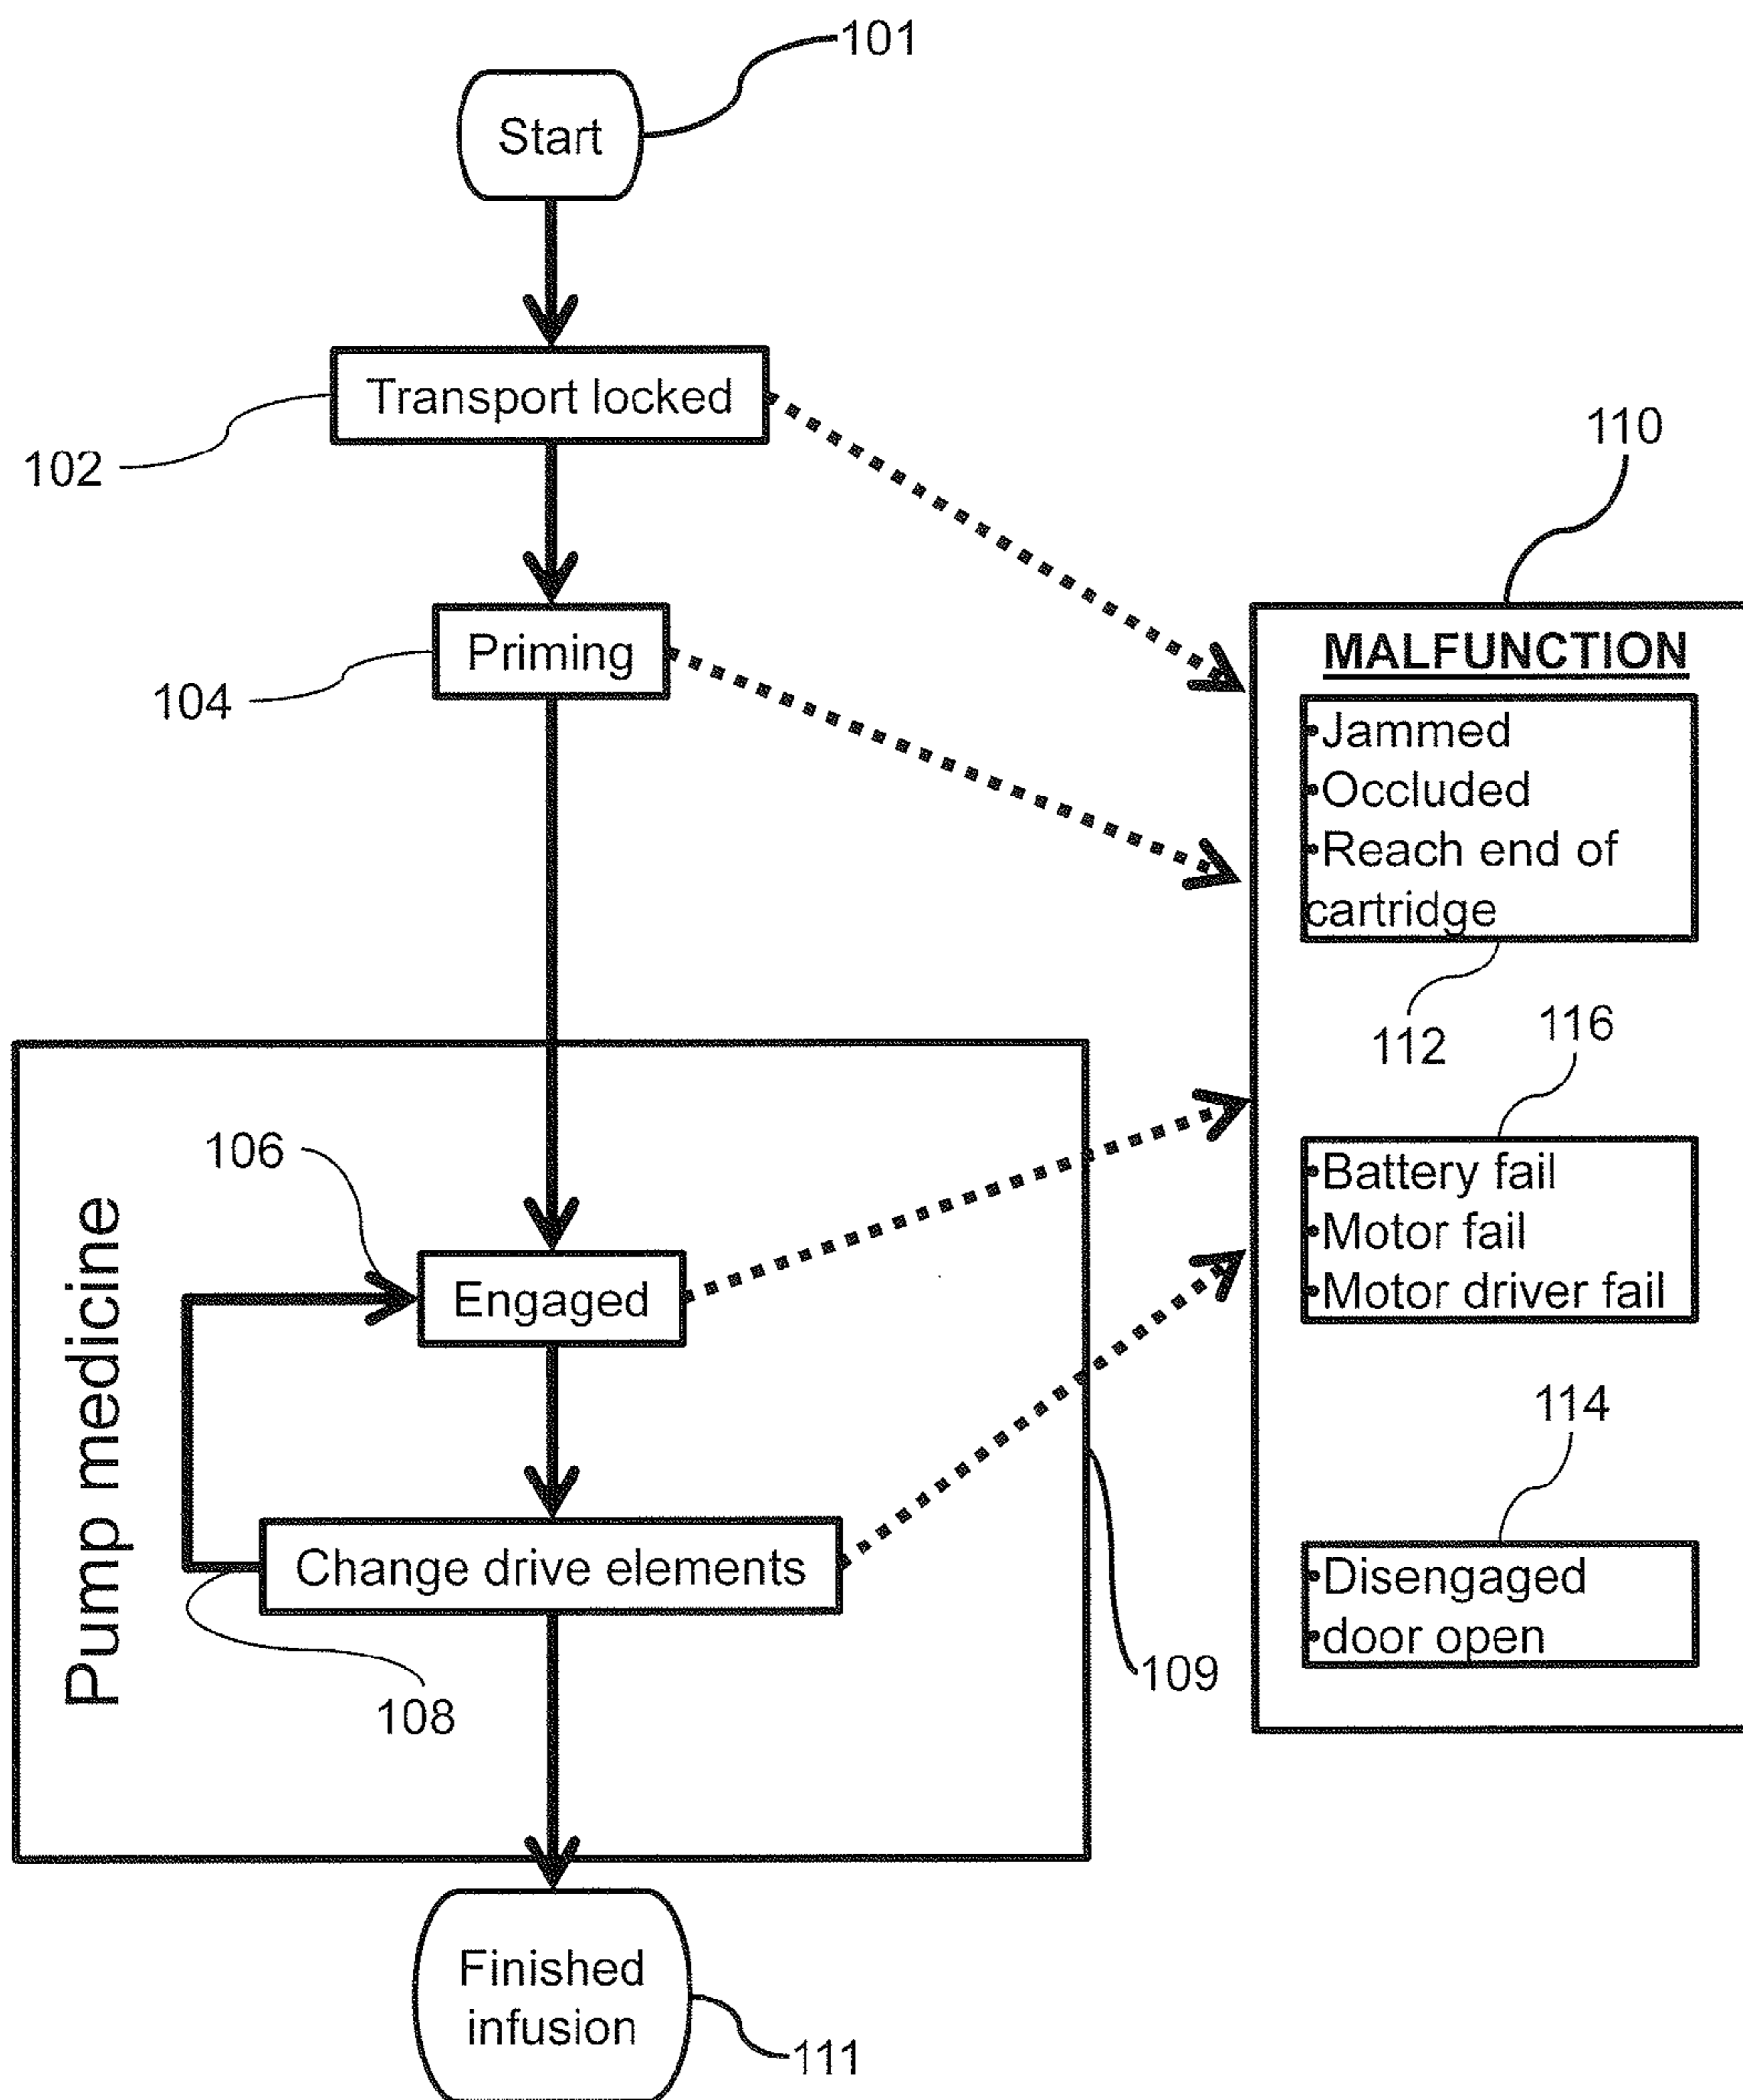 101
Start
Transport locked
102
110
Priming
104
MALFUNCTION
•Jammed
•Occluded
•Reach end of
cartridge
112
116
Pump medicine
106
•Battery fail
•Motor fail
•Motor driver fail
Engaged
114
Change drive elements
•Disengaged
•door open
108
109
Finished
infusion
111